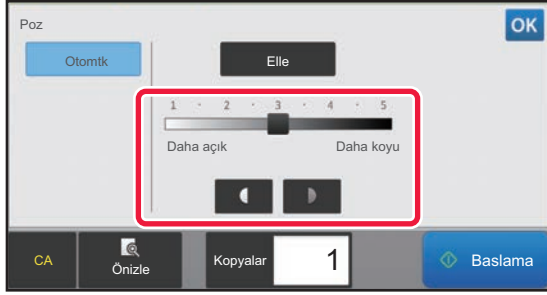 Poz
OK
Otomtk
Elle
1 · 2 · 3 · 4 · 5
Daha açık
Daha koyu
CA
Önizle
Kopyalar
1
Baslama